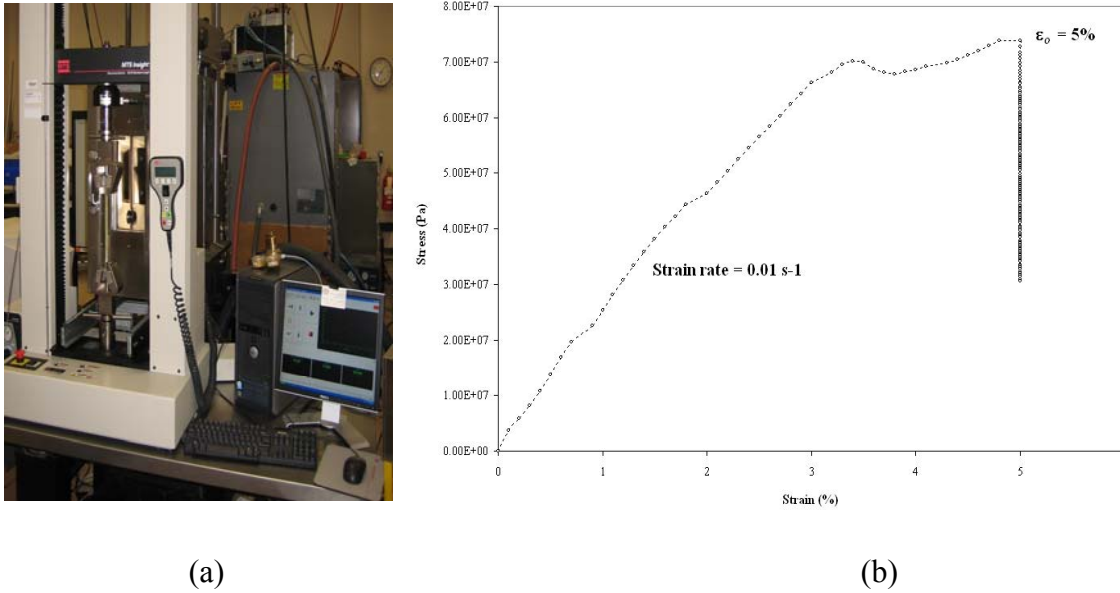 MTS Insight
8.00E+07
7.00E+07
6.00E+07
5.00E+07
4.00E+07
3.00E+07
2.00E+07
1.00E+07
0.00E+00
Stress (Pa)
εo = 5%
Strain rate = 0.01 s-1
0 1 2 3 4 5
Strain (%)
(a) (b)